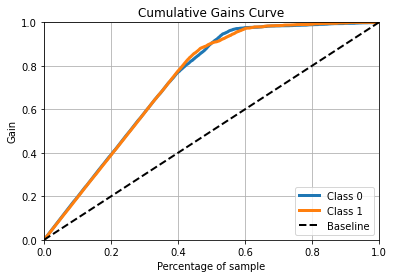 Cumulative Gains Curve
1.0
0.8
0.6
0.4
0.2
0.0
Gain
0.0 0.2 0.4 0.6 0.8 1.0
Percentage of sample
Class 0
Class 1
Baseline